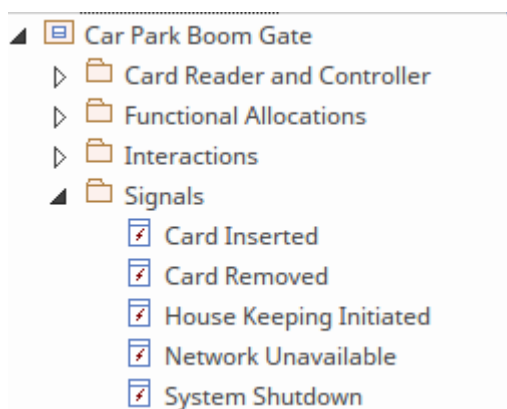 Car Park Boom Gate
Card Reader and Controller
Functional Allocations
Interactions
Signals
Card Inserted
Card Removed
House Keeping Initiated
Network Unavailable
System Shutdown